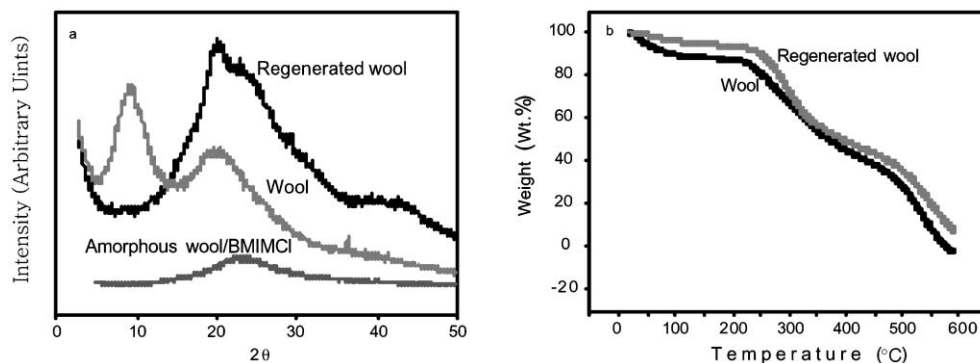 a
Regenerated wool
Wool
Amorphous wool/BMIMCl
Intensity (Arbitrary Uints)
0 10 20 30 40 50
2θ
b
Regenerated wool
Wool
Weight (Wt.%)
100
80
60
40
20
0
-20
0 100 200 300 400 500 600
Temperature (°C)